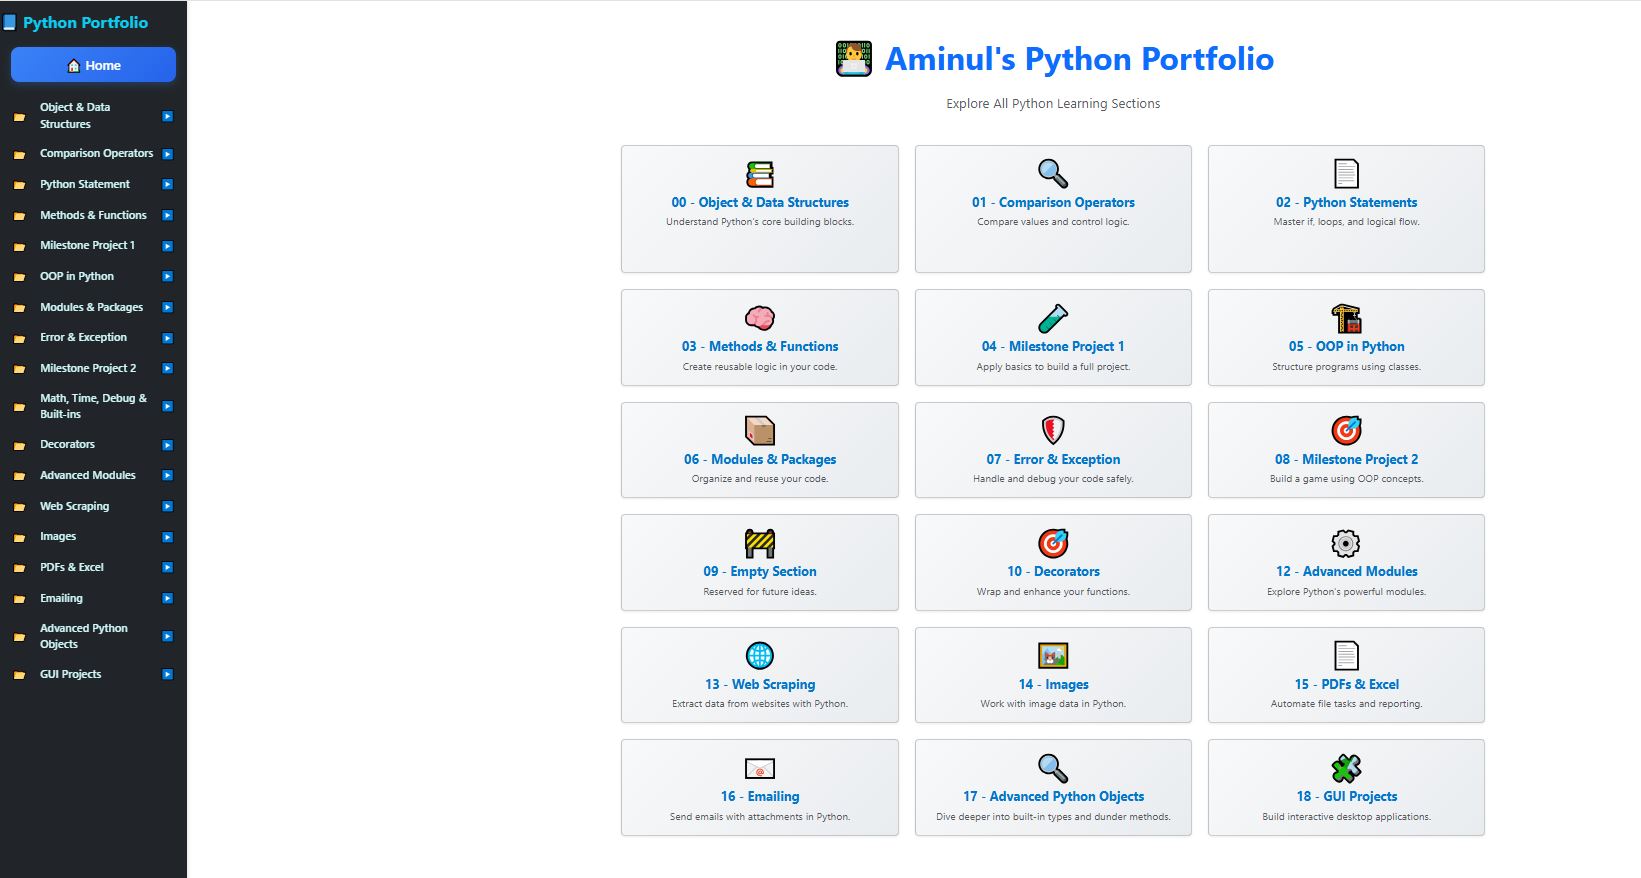 Python Portfolio
Home
Object & Data
Structures
Comparison Operators
Python Statement
Methods & Functions
Milestone Project 1
OOP in Python
Modules & Packages
Error & Exception
Milestone Project 2
Math, Time, Debug &
Built-ins
Decorators
Advanced Modules
Web Scraping
Images
PDFs & Excel
Emailing
Advanced Python
Objects
GUI Projects
Aminul's Python Portfolio
Explore All Python Learning Sections
00 - Object & Data Structures
Understand Python's core building blocks.
01 - Comparison Operators
Compare values and control logic.
02 - Python Statements
Master if, loops, and logical flow.
03 - Methods & Functions
Create reusable logic in your code.
04 - Milestone Project 1
Apply basics to build a full project.
05 - OOP in Python
Structure programs using classes.
06 - Modules & Packages
Organize and reuse your code.
07 - Error & Exception
Handle and debug your code safely.
08 - Milestone Project 2
Build a game using OOP concepts.
09 - Empty Section
Reserved for future ideas.
10 - Decorators
Wrap and enhance your functions.
12 - Advanced Modules
Explore Python's powerful modules.
13 - Web Scraping
Extract data from websites with Python.
14 - Images
Work with image data in Python.
15 - PDFs & Excel
Automate file tasks and reporting.
16 - Emailing
Send emails with attachments in Python.
17 - Advanced Python Objects
Dive deeper into built-in types and dunder methods.
18 - GUI Projects
Build interactive desktop applications.